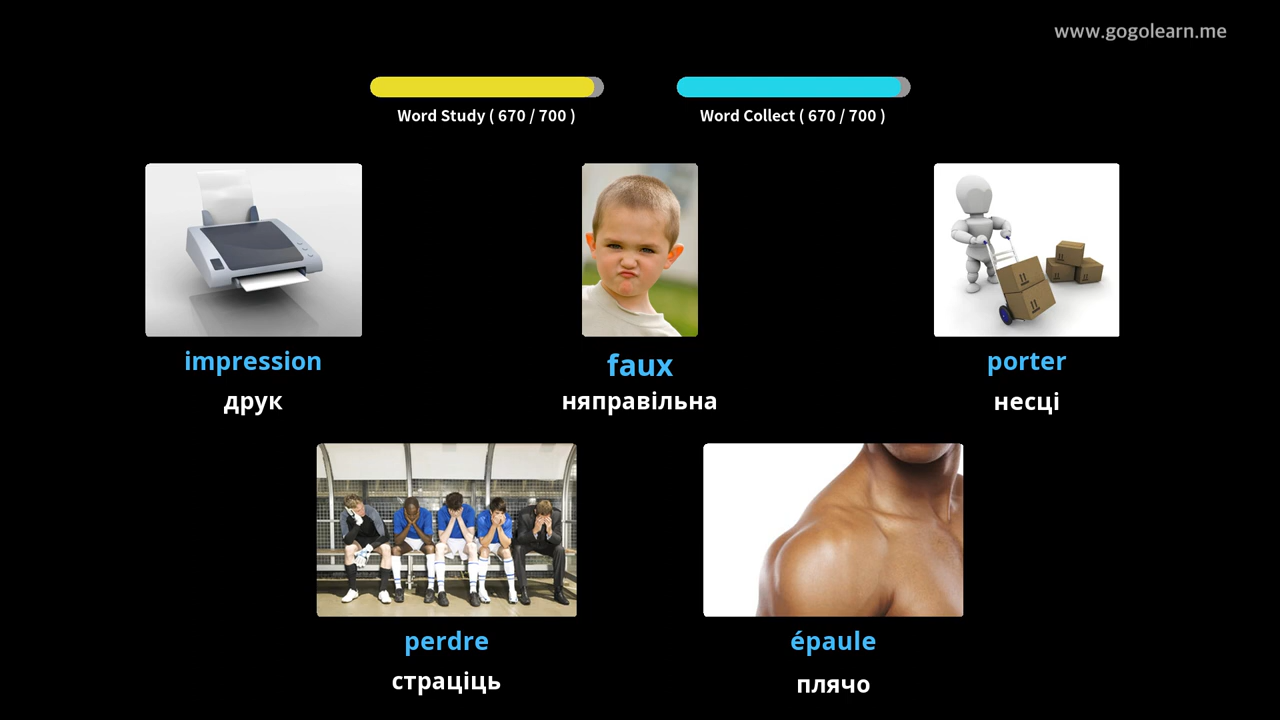 www.gogolearn.me
Word Study ( 670 / 700 )
Word Collect ( 670 / 700 )
impression
faux
porter
друк
няправільна
несці
perdre
épaule
страціць
плячо